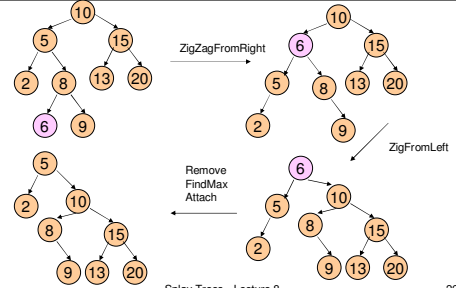 10
5 15
2 8 13 20
6 9
ZigZagFromRight
10
6 15
5 8 13 20
2 9
ZigFromLeft
6
5 10
2 8 15
9 13 20
Remove
FindMax
Attach
5
2 10
8 15
9 13 20